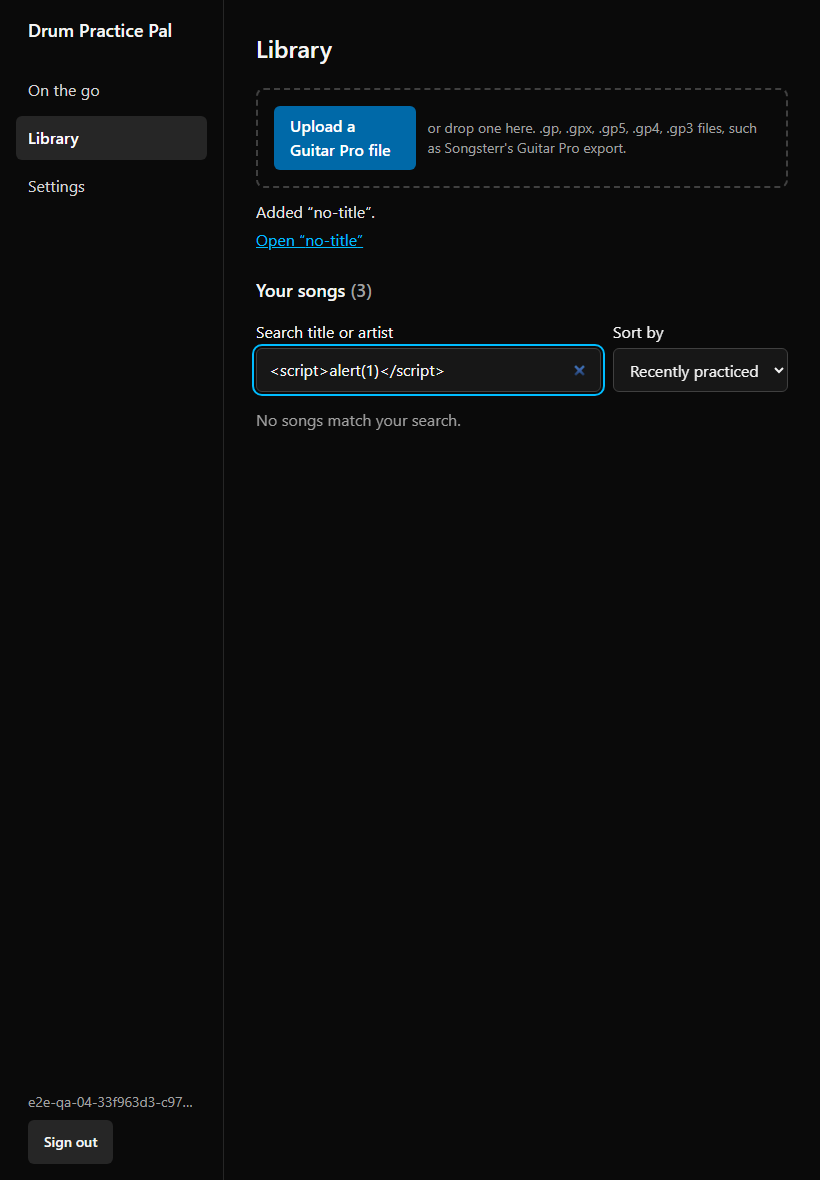 Drum Practice Pal
On the go
Library
Settings
Library
Upload a
Guitar Pro file
or drop one here. .gp, .gpx, .gp5, .gp4, .gp3 files, such
as Songsterr's Guitar Pro export.
Added “no-title”.
Open “no-title”
Your songs (3)
Search title or artist
Sort by
<script>alert(1)</script>
Recently practiced
No songs match your search.
e2e-qa-04-33f963d3-c97...
Sign out